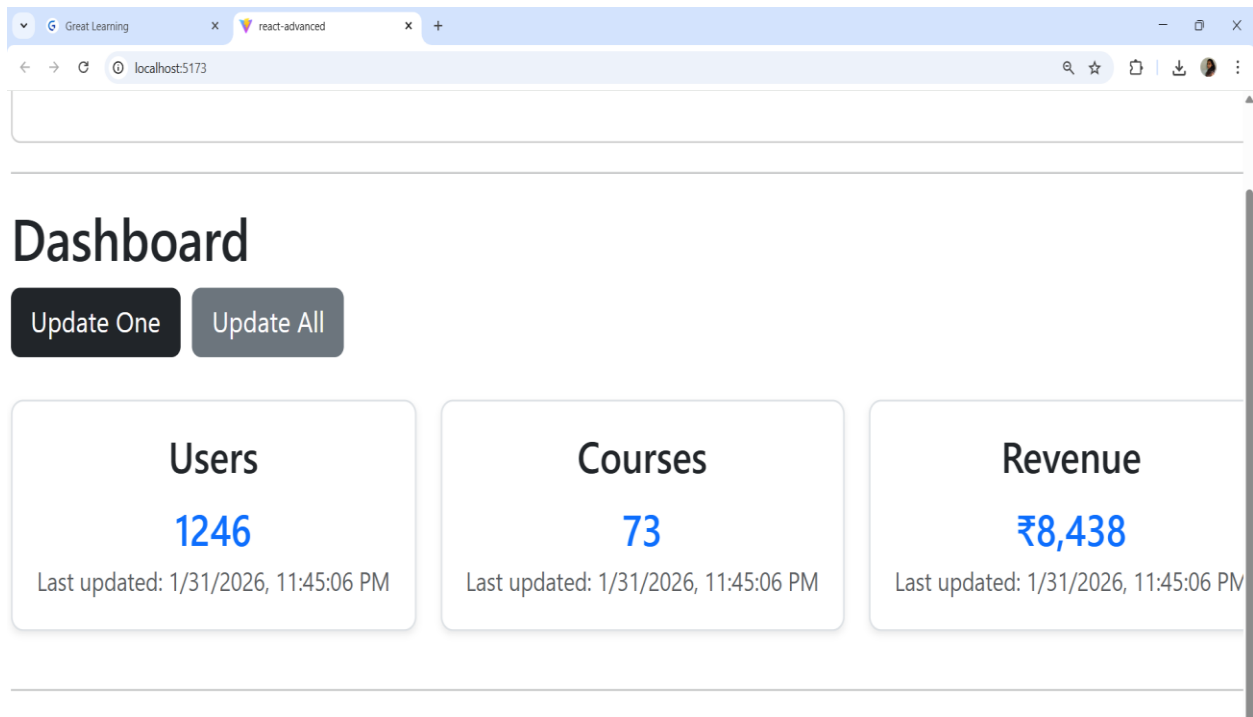 Great Learning
react-advanced
localhost:5173
Dashboard
Update One
Update All
Users
1246
Last updated: 1/31/2026, 11:45:06 PM
Courses
73
Last updated: 1/31/2026, 11:45:06 PM
Revenue
₹8,438
Last updated: 1/31/2026, 11:45:06 PM